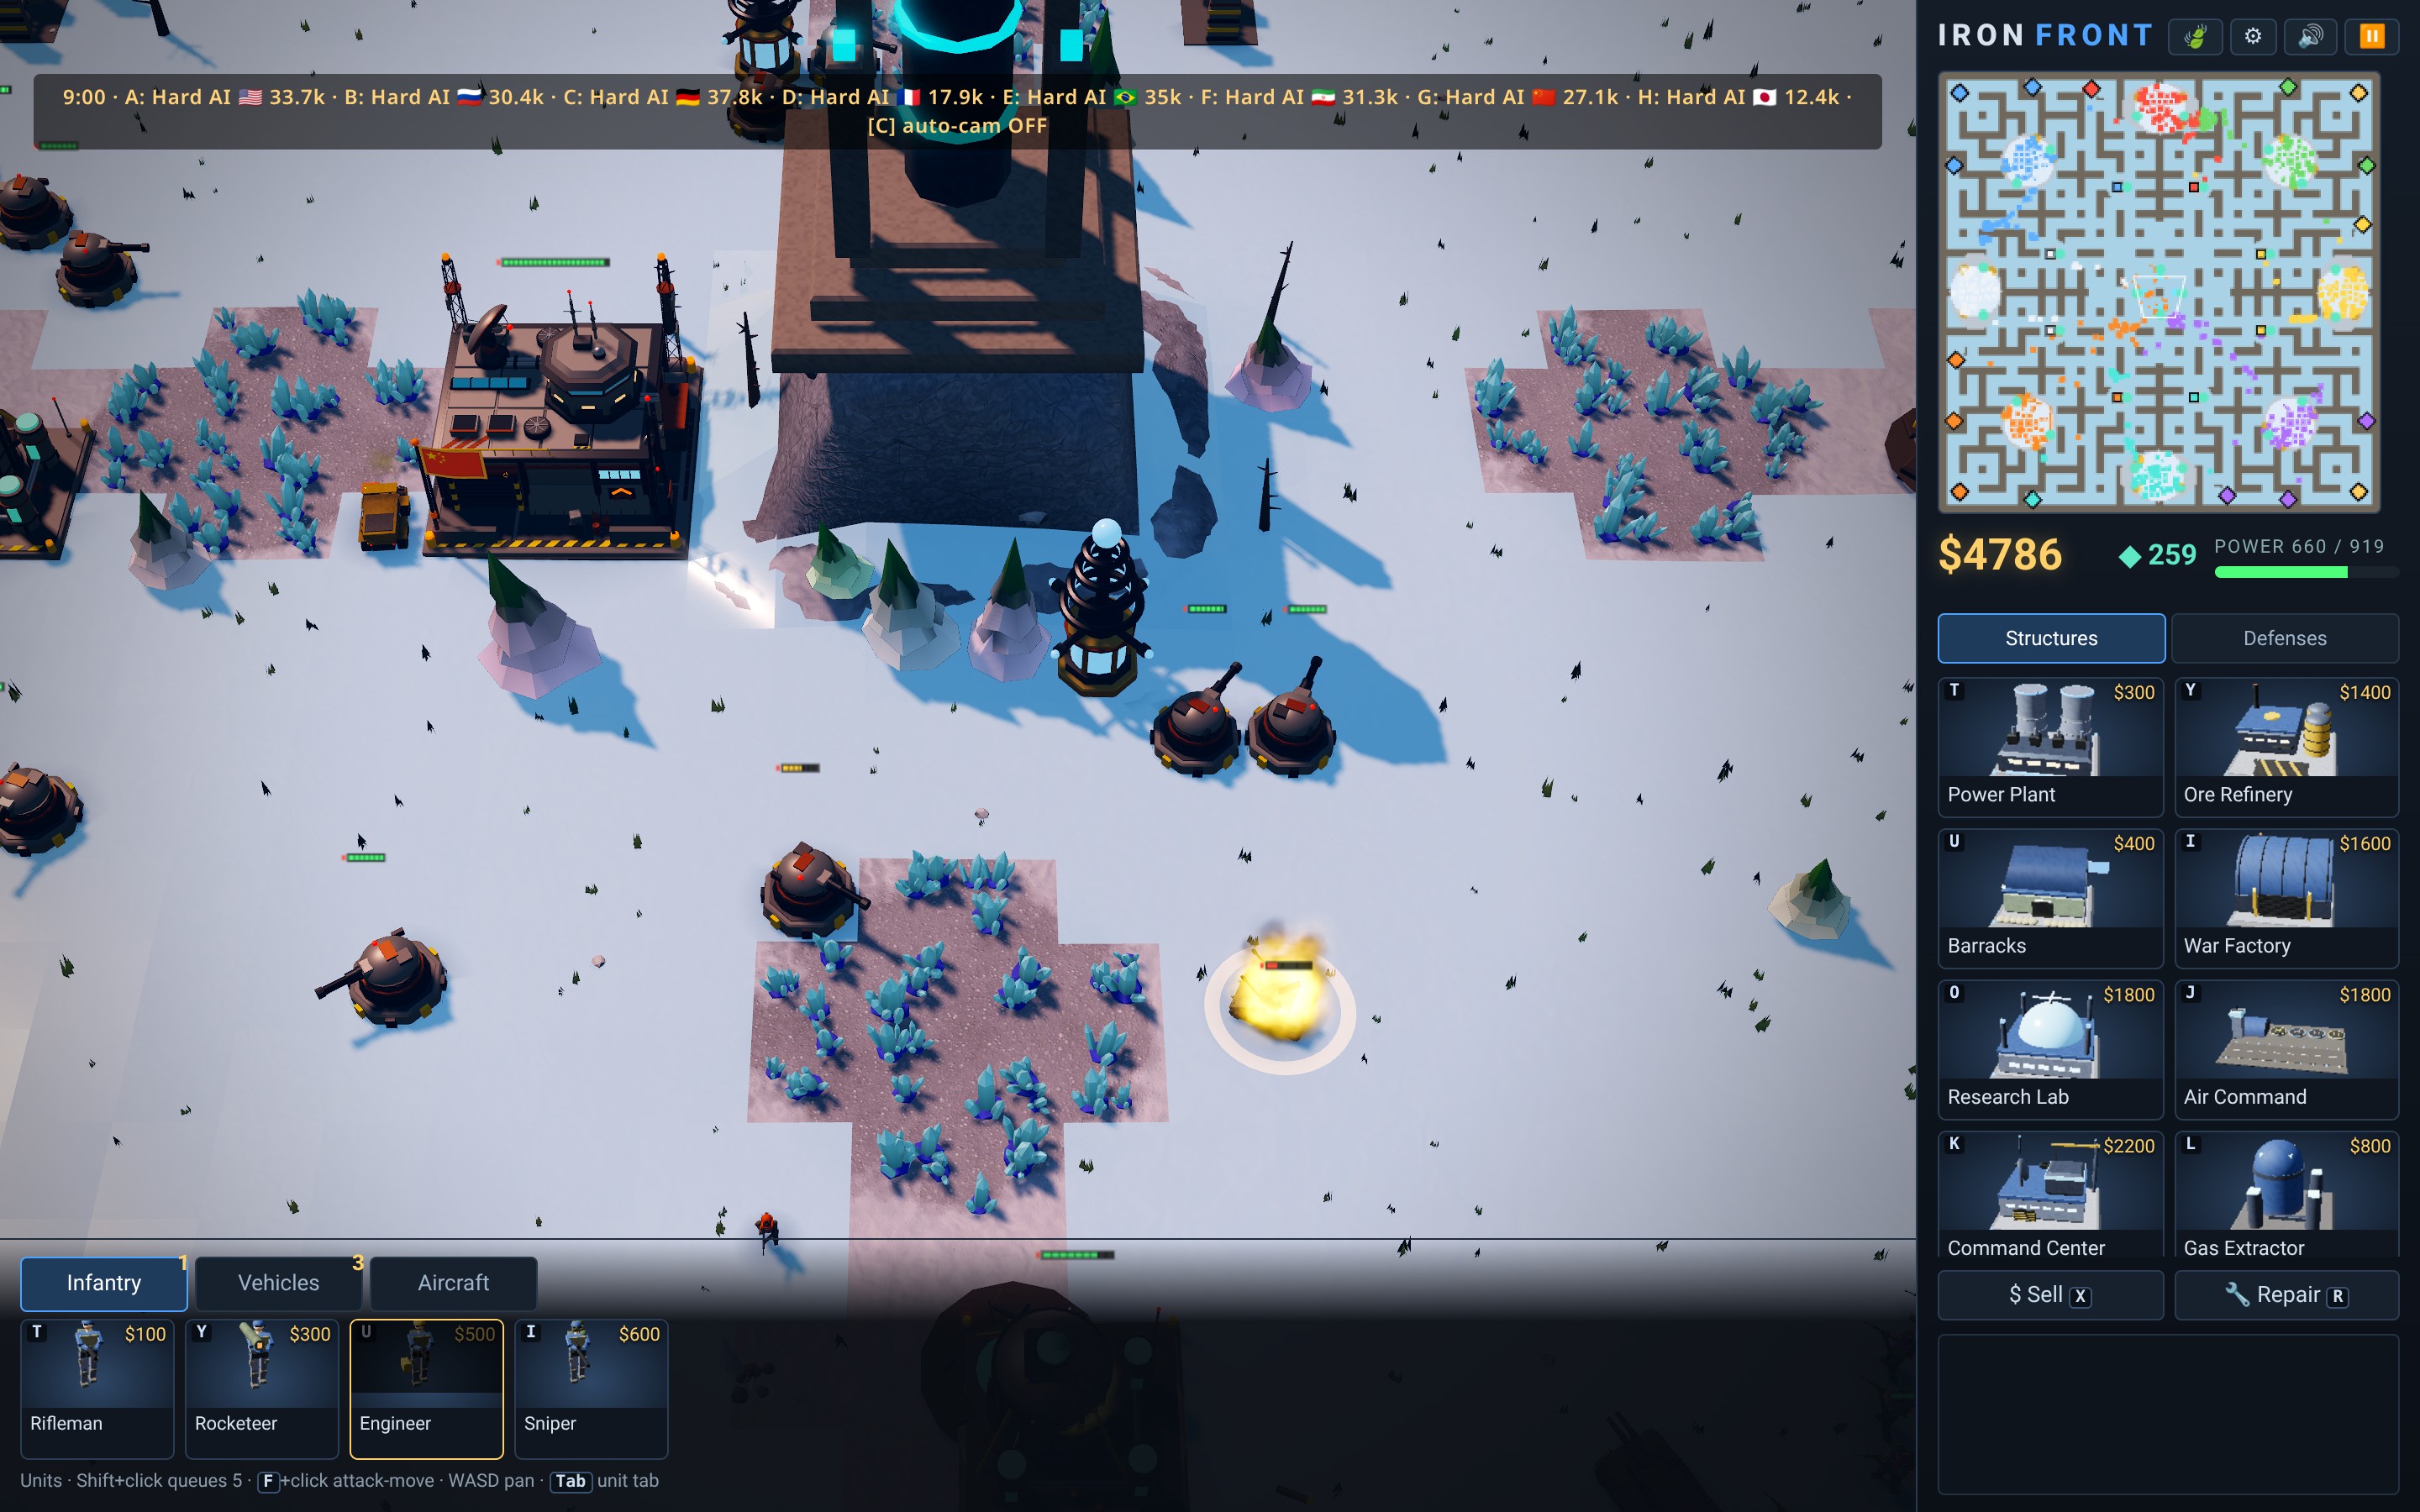 9:00 · A: Hard AI 🇺🇸 33.7k · B: Hard AI 🇷🇺 30.4k · C: Hard AI 🇩🇪 37.8k · D: Hard AI 🇫🇷 17.9k · E: Hard AI 🇧🇷 35k · F: Hard AI 🇮🇷 31.3k · G: Hard AI 🇨🇳 27.1k · H: Hard AI 🇯🇵 12.4k ·
[C] auto-cam OFF
IRON FRONT
$4786
259
POWER 660 / 919
Structures
Defenses
T $300
Power Plant
Y $1400
Ore Refinery
U $400
Barracks
I $1600
War Factory
O $1800
Research Lab
J $1800
Air Command
K $2200
Command Center
L $800
Gas Extractor
$ Sell X
Repair R
Infantry 1
Vehicles 3
Aircraft
T $100
Rifleman
Y $300
Rocketeer
U $500
Engineer
I $600
Sniper
Units · Shift+click queues 5 · F+click attack-move · WASD pan · Tab unit tab